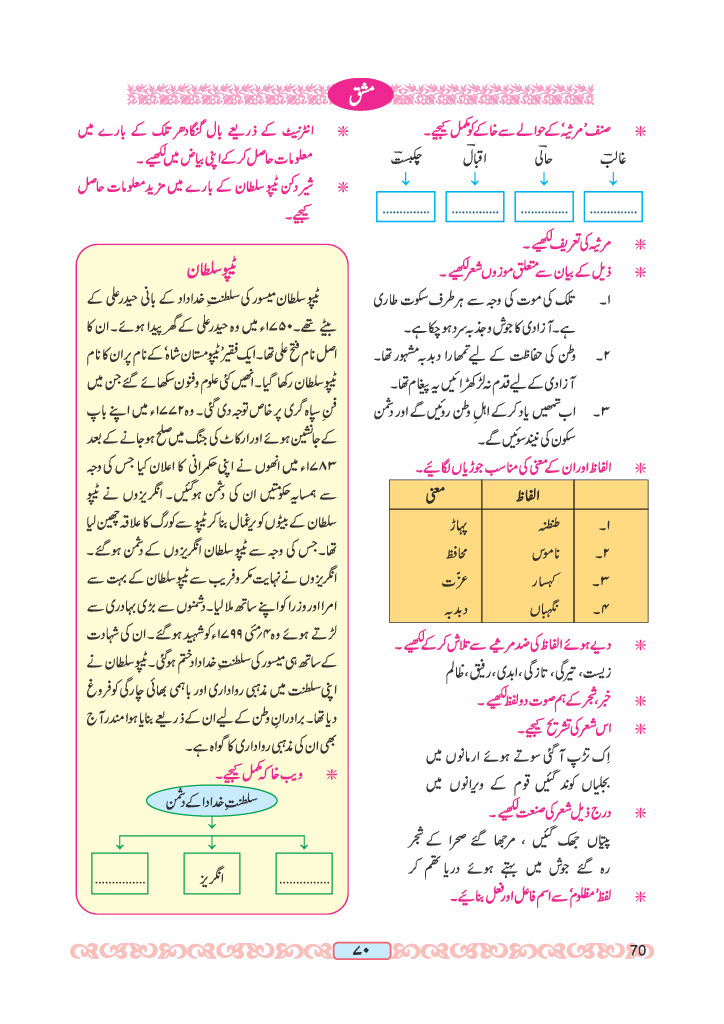 مشق
صنف 'مرثیہ' کے حوالے سے خاکے کو مکمل کیجیے۔
غالبؔ حالیؔ اقبالؔ چکبستؔ
.............. .............. .............. ..............
مرثیہ کی تعریف لکھیے۔
ذیل کے بیان سے متعلق موزوں شعر لکھیے۔
۱۔ تلک کی موت کی وجہ سے ہر طرف سکوت طاری
ہے۔ آزادی کا جوش و جذبہ سرد ہو چکا ہے۔
۲۔ وطن کی حفاظت کے لیے تمھارا دبدبہ مشہور تھا۔
آزادی کے لیے قدم نہ لڑکھڑائیں یہ پیغام تھا۔
۳۔ اب تمھیں یاد کر کے اہلِ وطن روئیں گے اور دشمن
سکون کی نیند سوئیں گے۔
الفاظ اور ان کے معنی کی مناسب جوڑیاں لگائیے۔
الفاظ معنی
۱۔ طنطنہ پہاڑ
۲۔ ناموس محافظ
۳۔ کہسار عزّت
۴۔ نگہباں دبدبہ
دیے ہوئے الفاظ کی ضد مرثیے سے تلاش کر کے لکھیے۔
زیست، تیرگی، تازگی، ابدی، رفیق، ظالم
خبر، شجر کے ہم صوت دو لفظ لکھیے۔
اس شعر کی تشریح کیجیے۔
اِک تڑپ آ گئی سوتے ہوئے ارمانوں میں
بجلیاں کوند گئیں قوم کے ویرانوں میں
درج ذیل شعر کی صنعت لکھیے۔
پتیاں جھک گئیں ، مرجھا گئے صحرا کے شجر
رہ گئے جوش میں بہتے ہوئے دریا تھم کر
لفظ 'مظلوم' سے اسم فاعل اور فعل بنائیے۔
انٹرنیٹ کے ذریعے بال گنگا دھر تلک کے بارے میں
معلومات حاصل کر کے اپنی بیاض میں لکھیے۔
شیر دکن ٹیپو سلطان کے بارے میں مزید معلومات حاصل
کیجیے۔
ٹیپو سلطان
ٹیپو سلطان میسور کی سلطنتِ خداداد کے بانی حیدر علی کے
بیٹے تھے۔ ۱۷۵۰ء میں وہ حیدر علی کے گھر پیدا ہوئے۔ ان کا
اصل نام فتح علی تھا۔ ایک فقیر 'ٹیپو مستان شاہ' کے نام پر ان کا نام
ٹیپو سلطان رکھا گیا۔ انھیں کئی علوم و فنون سکھائے گئے جن میں
فنِ سپاہ گری پر خاص توجہ دی گئی۔ وہ ۱۷۷۲ء میں اپنے باپ
کے جانشین ہوئے اور ارکاٹ کی جنگ میں صلح ہو جانے کے بعد
۱۷۸۳ء میں انھوں نے اپنی حکمرانی کا اعلان کیا جس کی وجہ
سے ہمسایہ حکومتیں ان کی دشمن ہو گئیں۔ انگریزوں نے ٹیپو
سلطان کے بیٹوں کو یرغمال بنا کر ٹیپو سے کورگ کا علاقہ چھین لیا
تھا۔ جس کی وجہ سے ٹیپو سلطان انگریزوں کے دشمن ہو گئے۔
انگریزوں نے نہایت مکر و فریب سے ٹیپو سلطان کے بہت سے
امرا اور وزرا کو اپنے ساتھ ملا لیا۔ دشمنوں سے بڑی بہادری سے
لڑتے ہوئے وہ ۴؍مئی ۱۷۹۹ء کو شہید ہو گئے۔ ان کی شہادت
کے ساتھ ہی میسور کی سلطنتِ خداداد ختم ہو گئی۔ ٹیپو سلطان نے
اپنی سلطنت میں مذہبی رواداری اور باہمی بھائی چارگی کو فروغ
دیا تھا۔ برادرانِ وطن کے لیے ان کے ذریعے بنایا ہوا مندر آج
بھی ان کی مذہبی رواداری کا گواہ ہے۔
ویب خاکہ مکمل کیجیے۔
سلطنتِ خدادا کے دشمن
............... انگریز ...............
۷۰
70